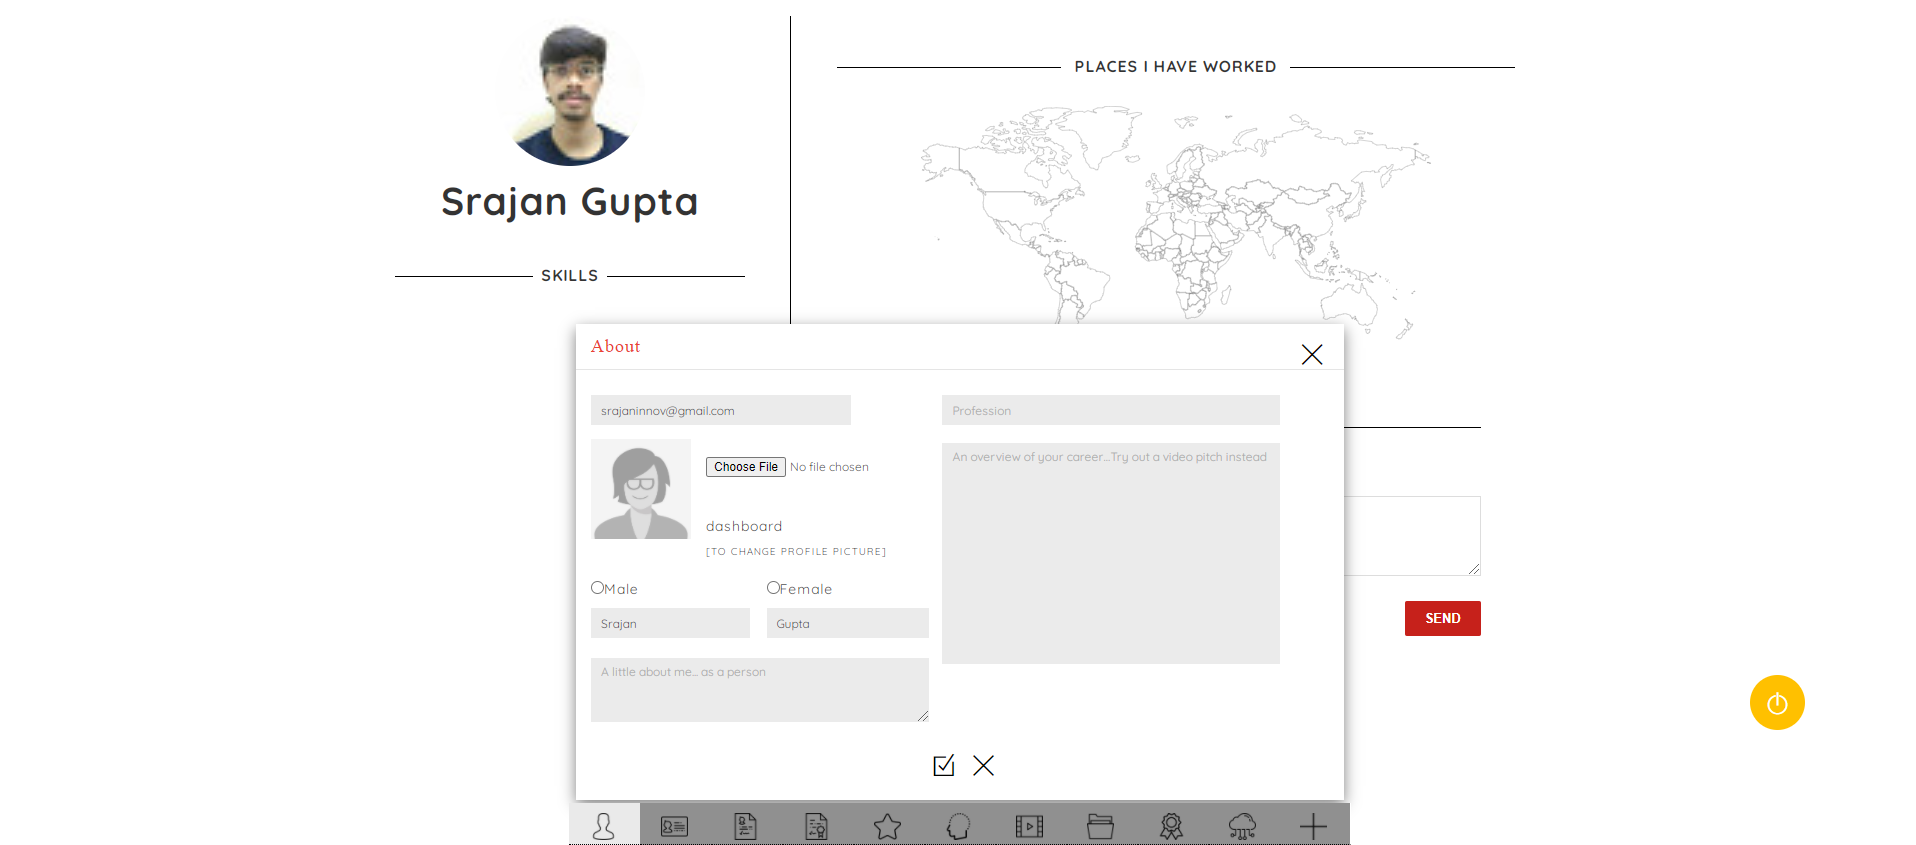 Srajan Gupta
SKILLS
PLACES I HAVE WORKED
About
srajaninnov@gmail.com
Choose File No file chosen
dashboard
[TO CHANGE PROFILE PICTURE]
Male Female
Srajan Gupta
A little about me... as a person
Profession
An overview of your career...Try out a video pitch instead
SEND